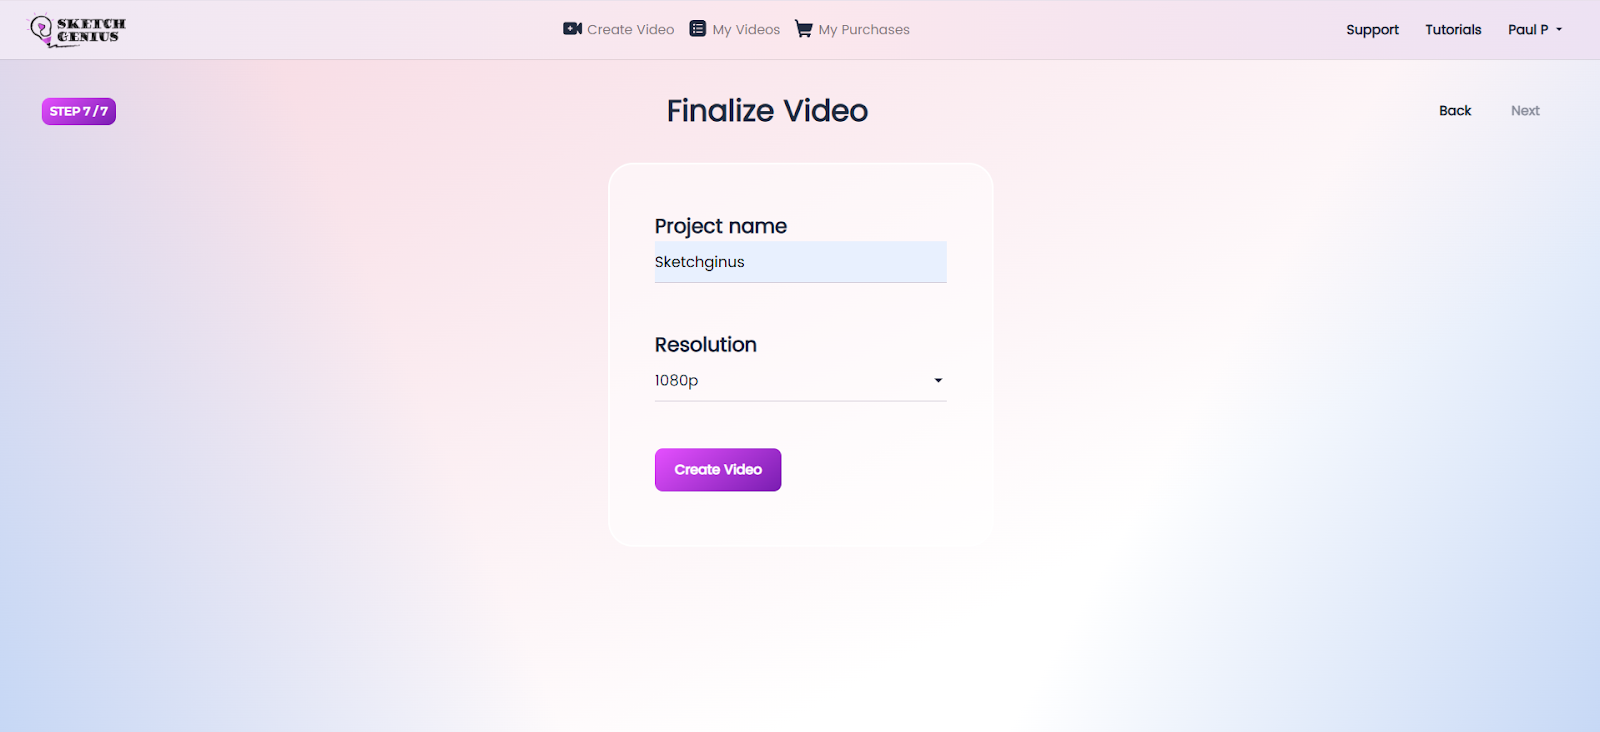 SKETCH
GENIUS
Create Video
My Videos
My Purchases
Support
Tutorials
Paul P
STEP 7 / 7
Finalize Video
Back
Next
Project name
Sketchginus
Resolution
1080p
Create Video